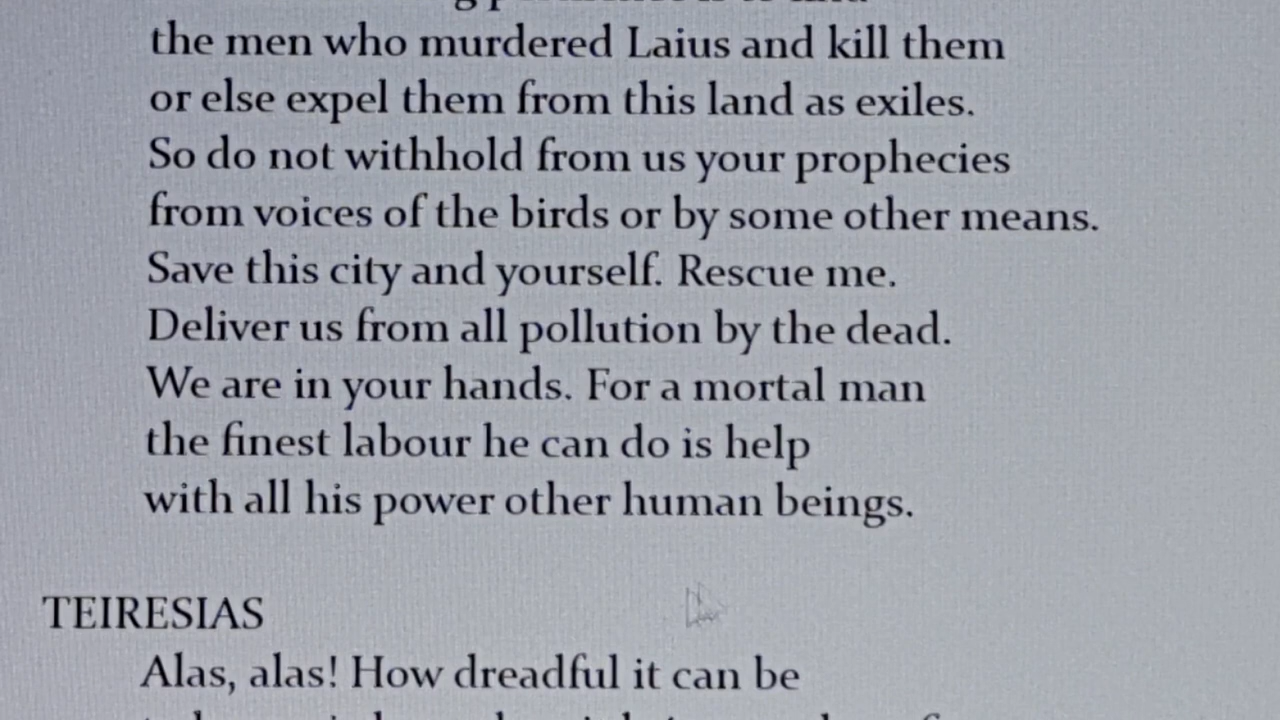 the men who murdered Laius and kill them
or else expel them from this land as exiles.
So do not withhold from us your prophecies
from voices of the birds or by some other means.
Save this city and yourself. Rescue me.
Deliver us from all pollution by the dead.
We are in your hands. For a mortal man
the finest labour he can do is help
with all his power other human beings.
TEIRESIAS
Alas, alas! How dreadful it can be